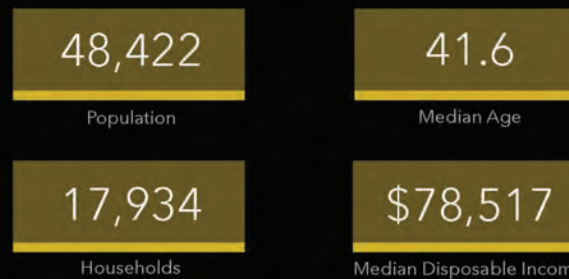 48,422
41.6
Population
Median Age
17,934
$78,517
Households
Median Disposable Incom